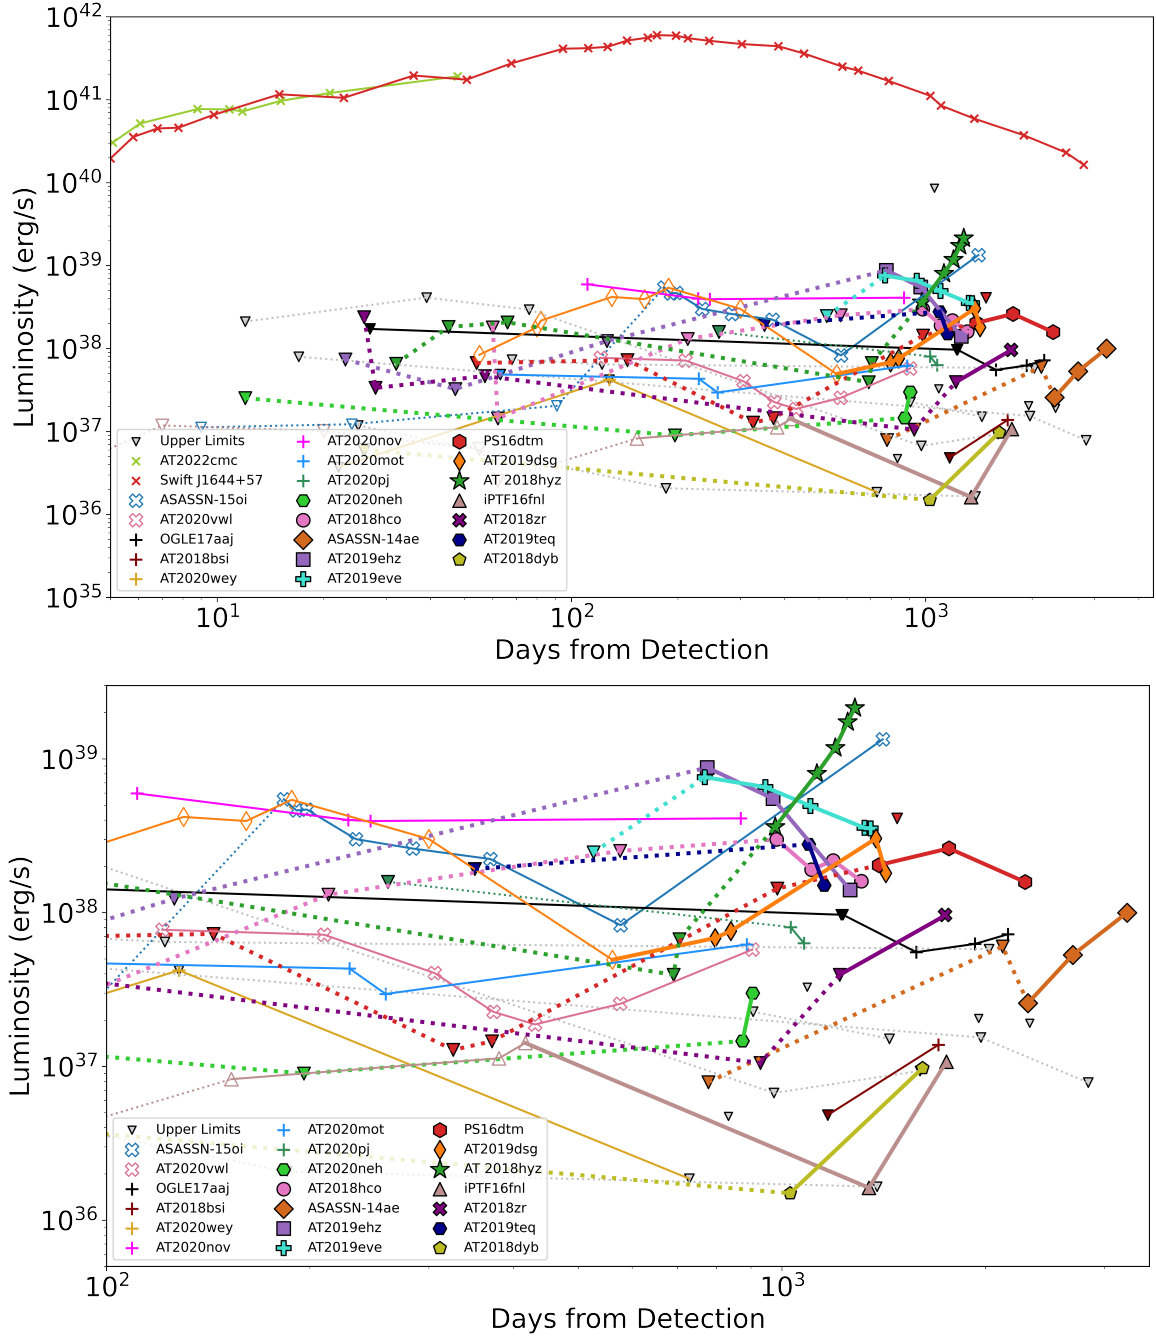 10^42
10^41
10^40
10^39
10^38
10^37
10^36
10^35
Luminosity (erg/s)
Upper Limits
AT2022cmc
Swift J1644+57
ASASSN-15oi
AT2020vwl
OGLE17aaj
AT2018bsi
AT2020wey
AT2020nov
AT2020mot
AT2020pj
AT2020neh
AT2018hco
ASASSN-14ae
AT2019ehz
AT2019eve
PS16dtm
AT2019dsg
AT 2018hyz
iPTF16fnl
AT2018zr
AT2019teq
AT2018dyb
10^1
10^2
10^3
Days from Detection
10^39
10^38
10^37
10^36
Luminosity (erg/s)
Upper Limits
ASASSN-15oi
AT2020vwl
OGLE17aaj
AT2018bsi
AT2020wey
AT2020nov
AT2020mot
AT2020pj
AT2020neh
AT2018hco
ASASSN-14ae
AT2019ehz
AT2019eve
PS16dtm
AT2019dsg
AT 2018hyz
iPTF16fnl
AT2018zr
AT2019teq
AT2018dyb
10^2
10^3
Days from Detection